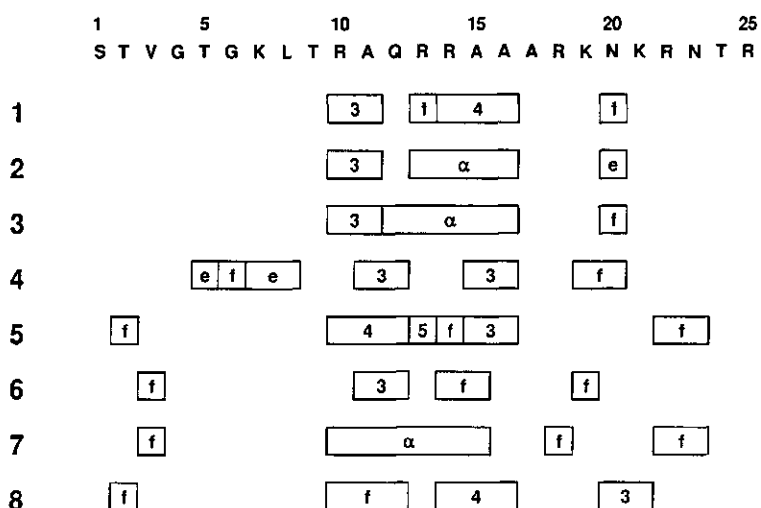 1 5 10 15 20 25
S T V G T G K L T R A Q R R A A A R K N K R N T R
1 3 f 4 f
2 3 α e
3 3 α f
4 e f e 3 3 f
5 f 4 5 f 3 f
6 f 3 f f
7 f α f f
8 f f 4 3